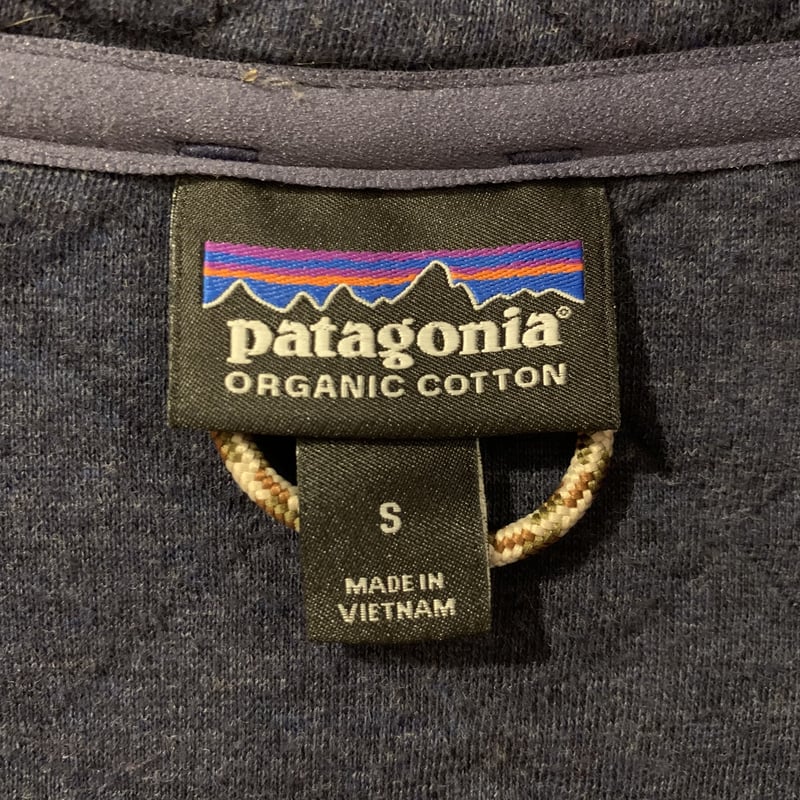 patagonia®
ORGANIC COTTON
S
MADE IN
VIETNAM